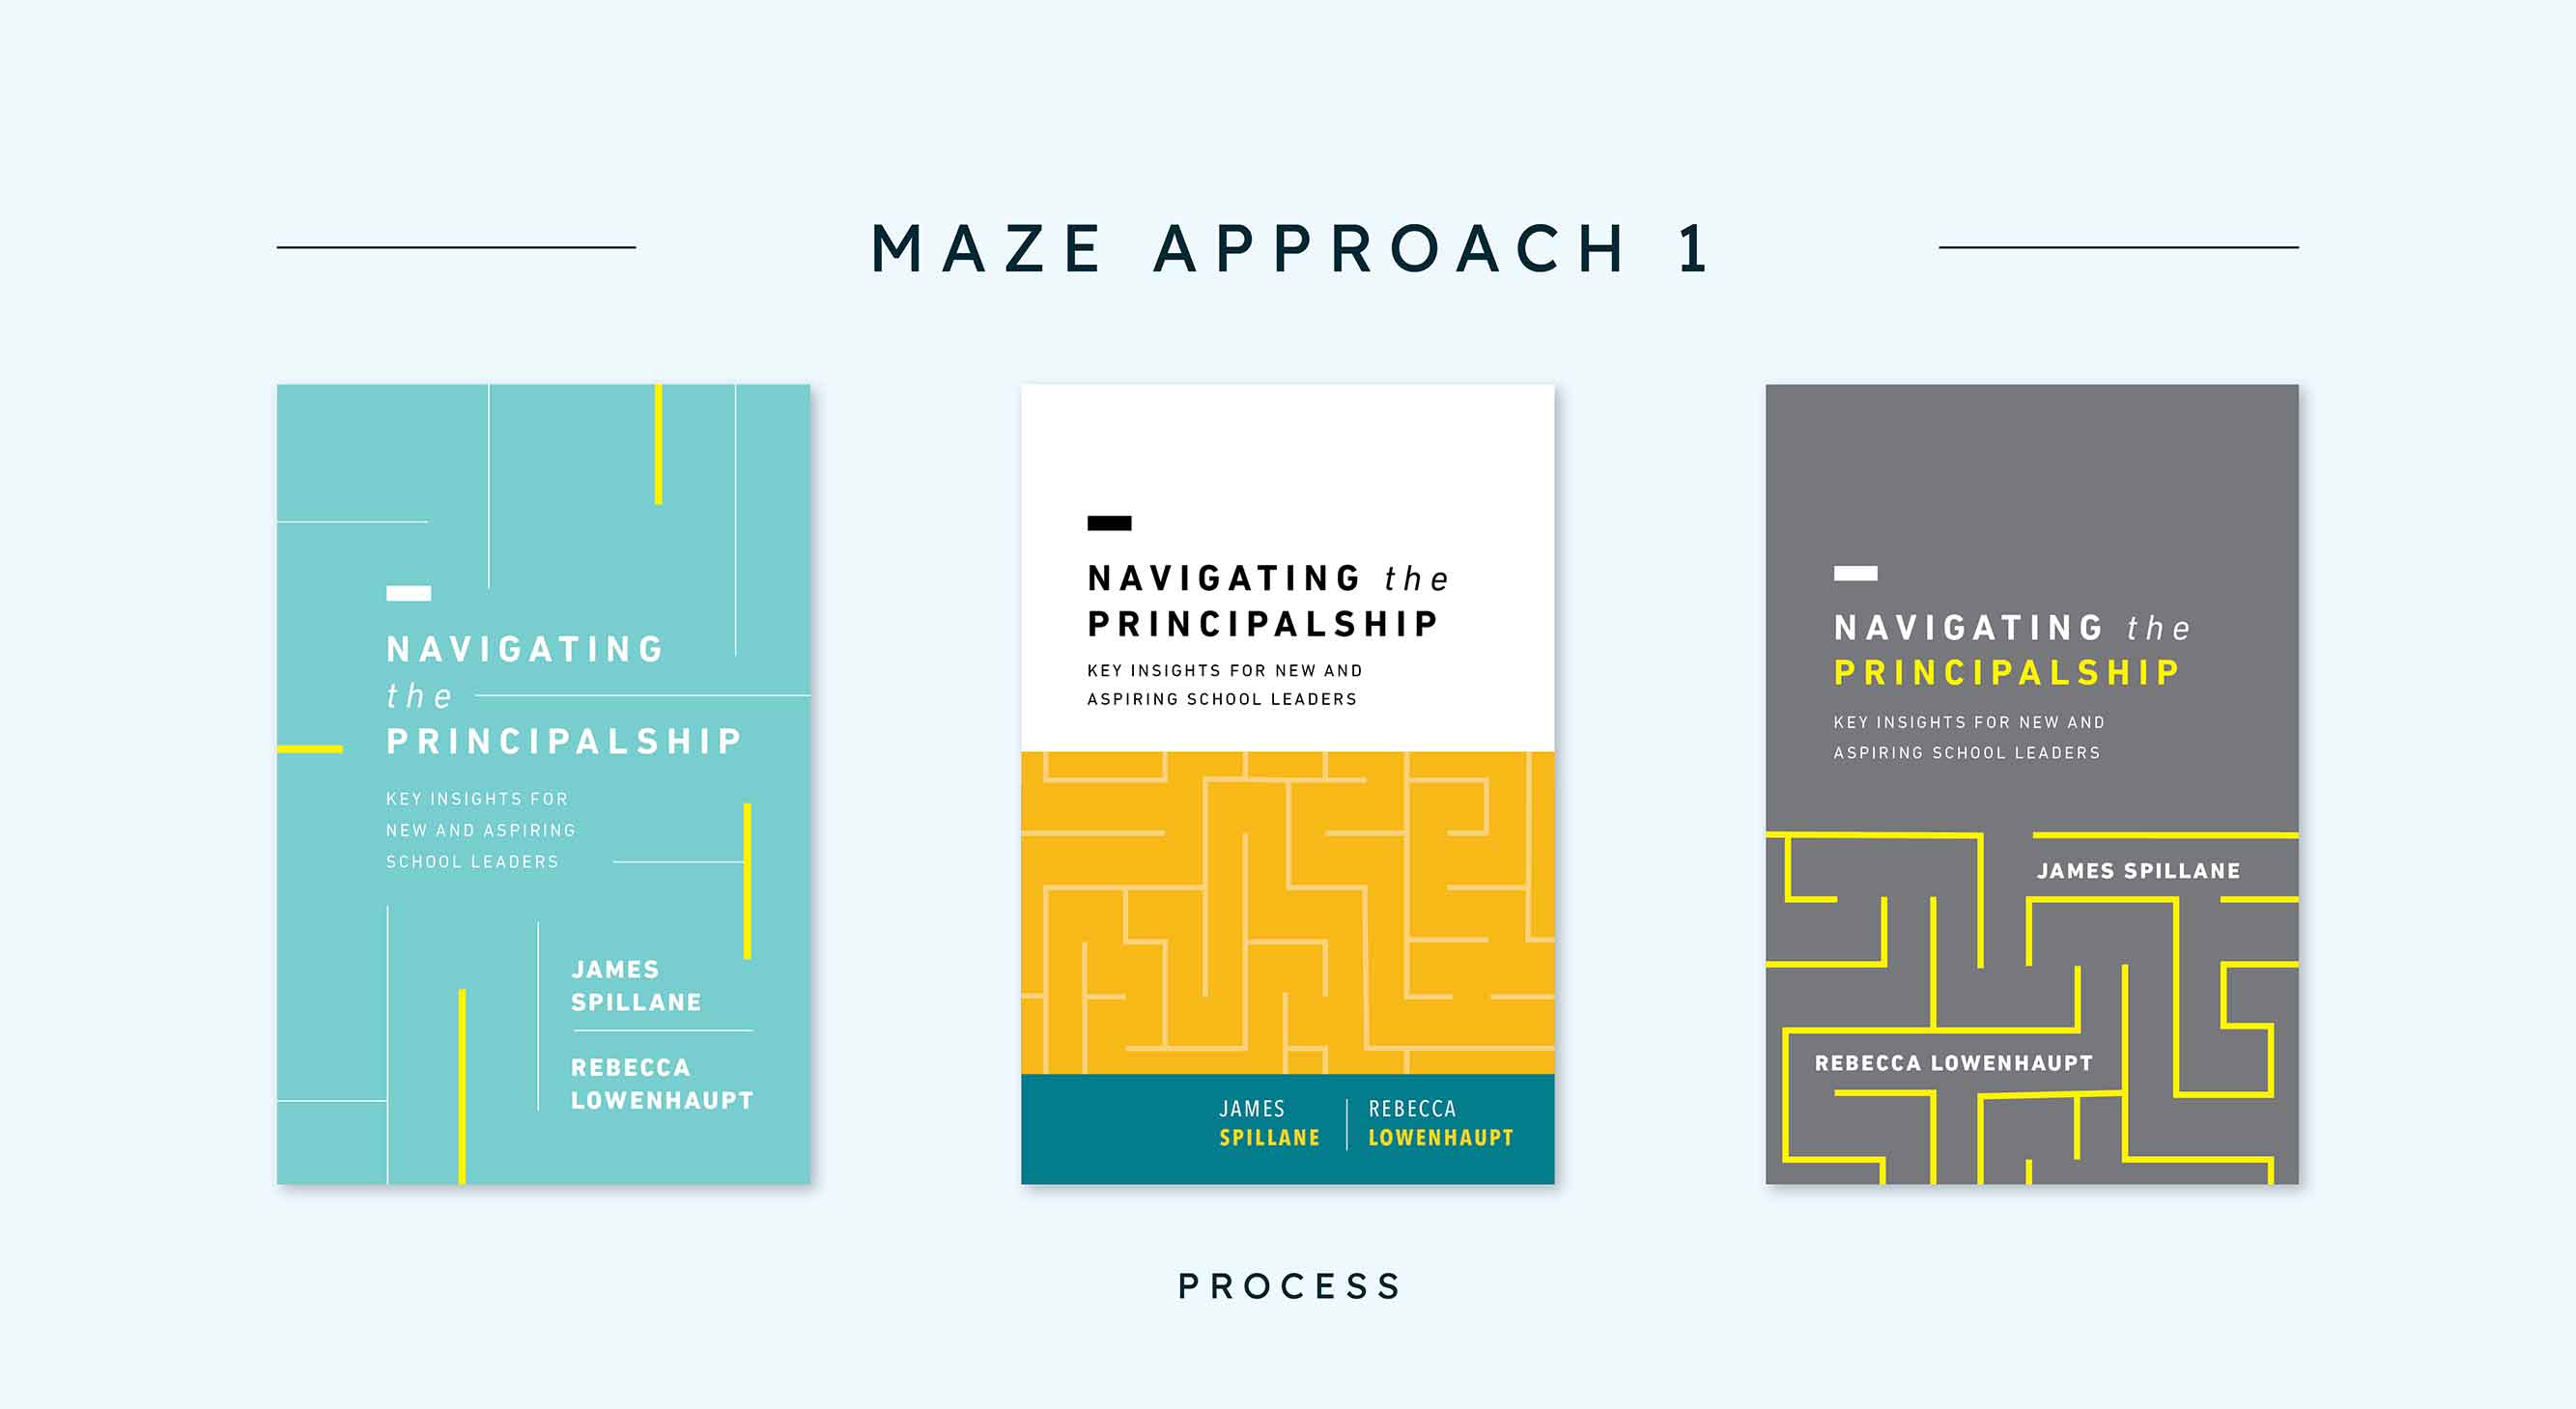 MAZE APPROACH 1
NAVIGATING
the
PRINCIPALSHIP
KEY INSIGHTS FOR
NEW AND ASPIRING
SCHOOL LEADERS
JAMES
SPILLANE
REBECCA
LOWENHAUPT
NAVIGATING the
PRINCIPALSHIP
KEY INSIGHTS FOR NEW AND
ASPIRING SCHOOL LEADERS
JAMES
SPILLANE
REBECCA
LOWENHAUPT
NAVIGATING the
PRINCIPALSHIP
KEY INSIGHTS FOR NEW AND
ASPIRING SCHOOL LEADERS
JAMES SPILLANE
REBECCA LOWENHAUPT
PROCESS